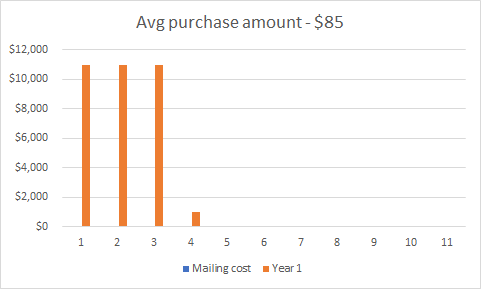 Avg purchase amount - $85
$12,000
$10,000
$8,000
$6,000
$4,000
$2,000
$0
1 2 3 4 5 6 7 8 9 10 11
Mailing cost Year 1